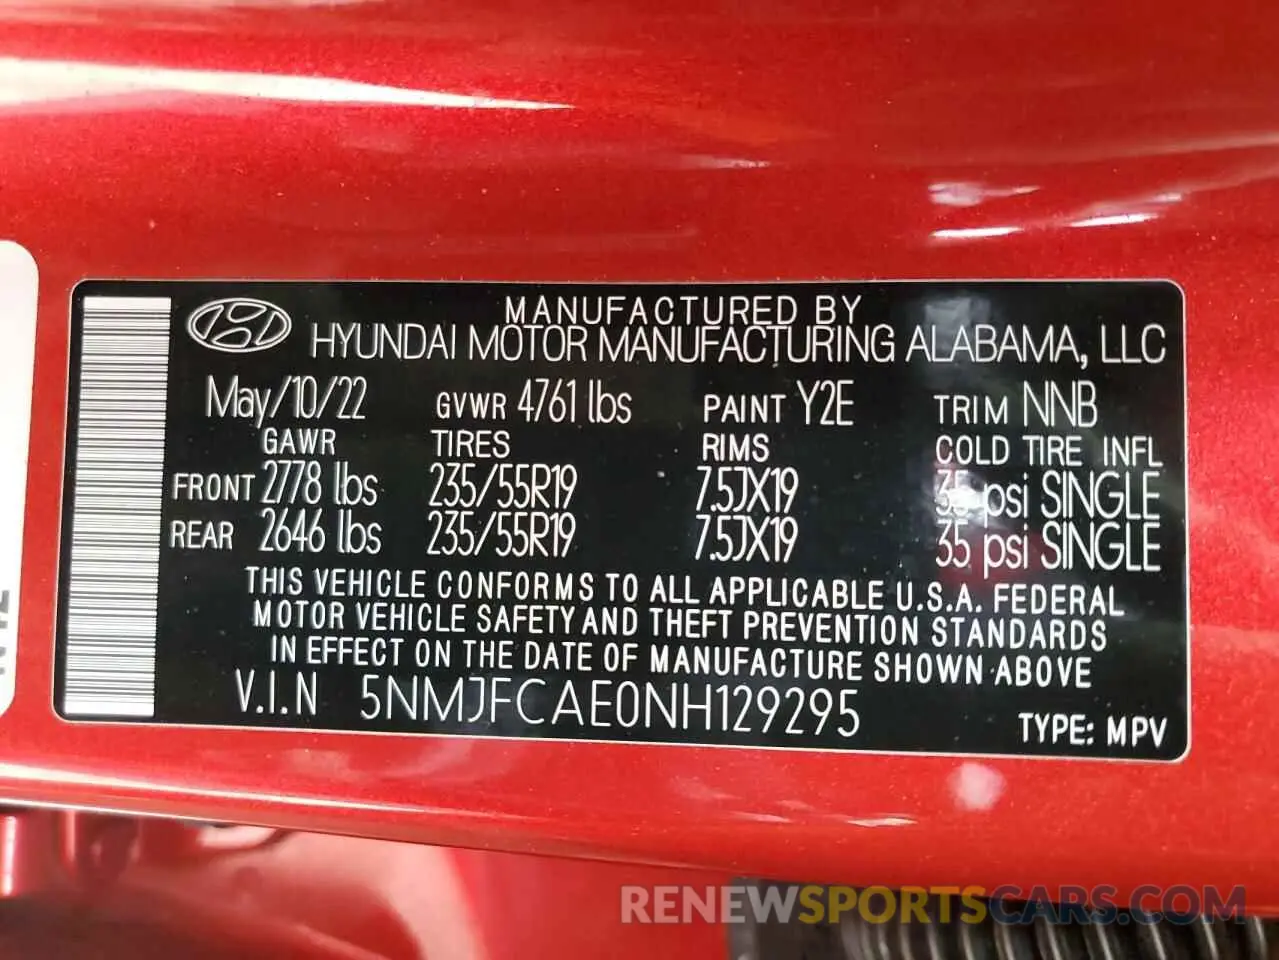 MANUFACTURED BY
HYUNDAI MOTOR MANUFACTURING ALABAMA, LLC
May/10/22 GVWR 4761 lbs PAINT Y2E TRIM NNB
GAWR TIRES RIMS COLD TIRE INFL
FRONT 2778 lbs 235/55R19 7.5JX19 35 psi SINGLE
REAR 2646 lbs 235/55R19 7.5JX19 35 psi SINGLE
THIS VEHICLE CONFORMS TO ALL APPLICABLE U.S.A. FEDERAL
MOTOR VEHICLE SAFETY AND THEFT PREVENTION STANDARDS
IN EFFECT ON THE DATE OF MANUFACTURE SHOWN ABOVE
V.I.N 5NMJFCAE0NH129295
TYPE: MPV
RENEWSPORTSCARS.COM